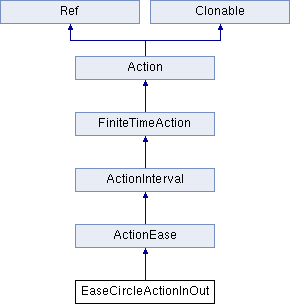 Ref Clonable
Action
FiniteTimeAction
ActionInterval
ActionEase
EaseCircleActionInOut